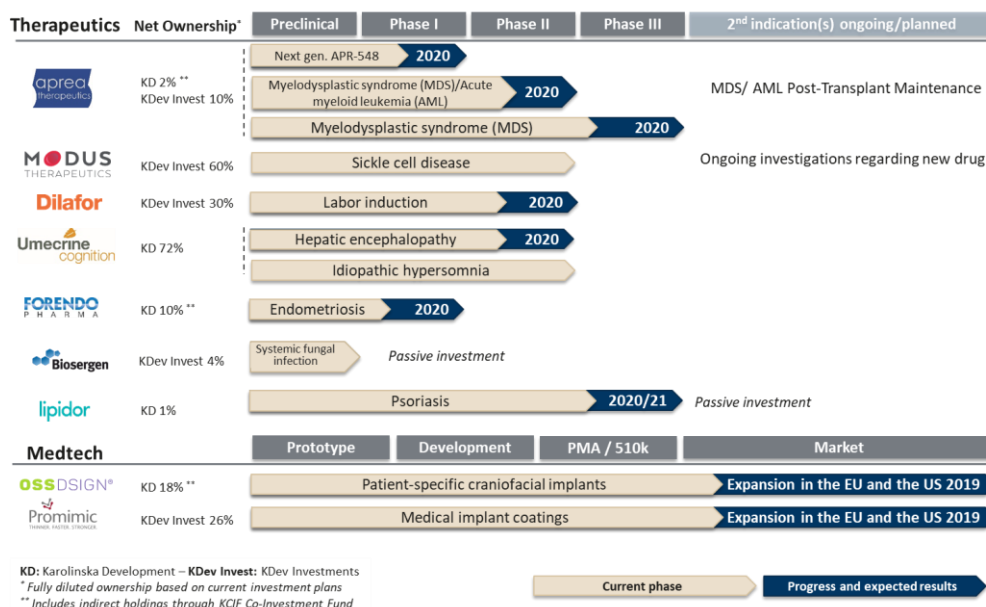 Therapeutics Net Ownership* Preclinical Phase I Phase II Phase III 2nd indication(s) ongoing/planned
Next gen. APR-548 2020
aprea
therapeutics
KD 2% **
KDev Invest 10%
Myelodysplastic syndrome (MDS)/Acute
myeloid leukemia (AML)
2020
MDS/ AML Post-Transplant Maintenance
Myelodysplastic syndrome (MDS) 2020
MODUS
THERAPEUTICS
KDev Invest 60%
Sickle cell disease
Ongoing investigations regarding new drug
Dilafor KDev Invest 30% Labor induction 2020
Umecrine
cognition
KD 72%
Hepatic encephalopathy 2020
Idiopathic hypersomnia
FORENDO
PHARMA
KD 10% **
Endometriosis 2020
Biosergen KDev Invest 4%
Systemic fungal
infection
Passive investment
lipidor KD 1% Psoriasis 2020/21 Passive investment
Medtech Prototype Development PMA / 510k Market
OSSDSIGN® KD 18% ** Patient-specific craniofacial implants Expansion in the EU and the US 2019
Promimic
THINNER. FASTER. STRONGER.
KDev Invest 26% Medical implant coatings Expansion in the EU and the US 2019
KD: Karolinska Development – KDev Invest: KDev Investments
* Fully diluted ownership based on current investment plans
** Includes indirect holdings through KCIF Co-Investment Fund
Current phase Progress and expected results